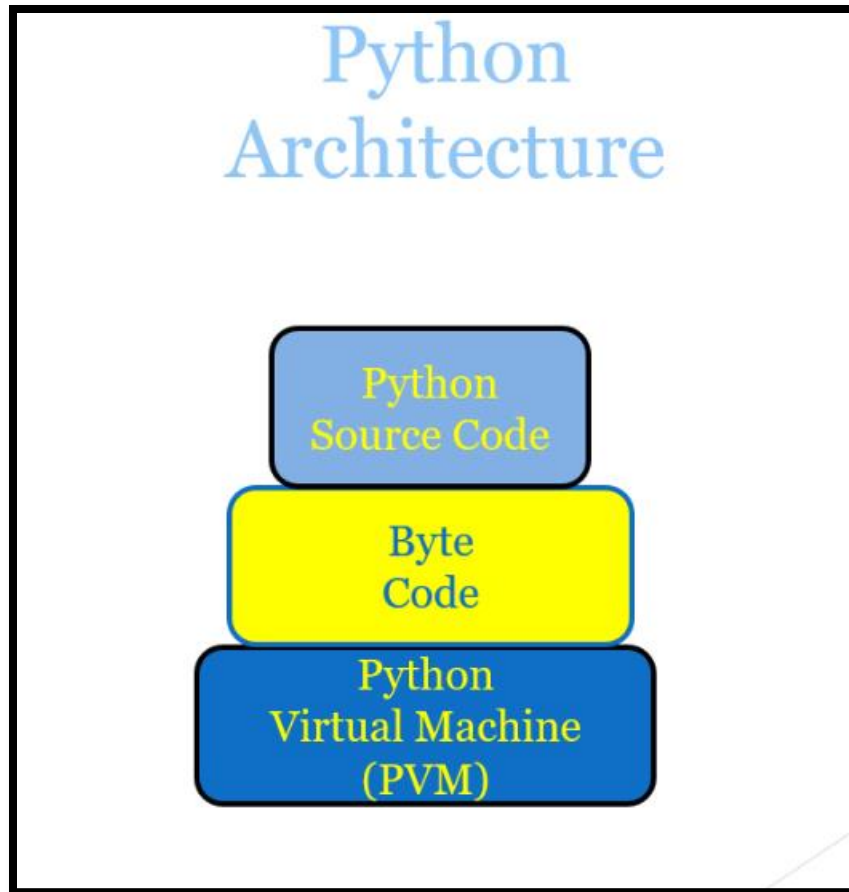 Python
Architecture
Python
Source Code
Byte
Code
Python
Virtual Machine
(PVM)